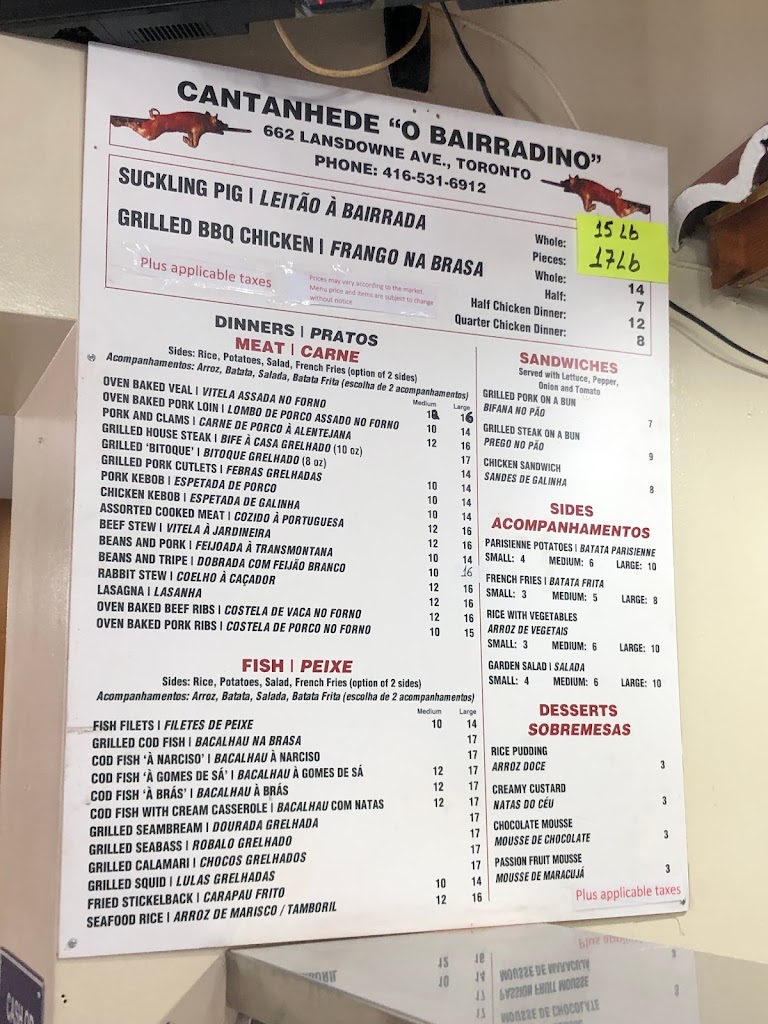 CANTANHEDE “O BAIRRADINO”
662 LANSDOWNE AVE., TORONTO
PHONE: 416-531-6912
SUCKLING PIG | LEITÃO À BAIRRADA
Whole: 15 Lb
Pieces: 17 Lb
GRILLED BBQ CHICKEN | FRANGO NA BRASA
Whole: 14
Half: 7
Half Chicken Dinner: 12
Quarter Chicken Dinner: 8
Plus applicable taxes
Prices may vary according to the market.
Menu price and items are subject to change
without notice
DINNERS | PRATOS
MEAT | CARNE
Sides: Rice, Potatoes, Salad, French Fries (option of 2 sides)
Acompanhamentos: Arroz, Batata, Salada, Batata Frita (escolha de 2 acompanhamentos)
Medium Large
OVEN BAKED VEAL | VITELA ASSADA NO FORNO 12 16
OVEN BAKED PORK LOIN | LOMBO DE PORCO ASSADO NO FORNO 10 14
PORK AND CLAMS | CARNE DE PORCO À ALENTEJANA 12 16
GRILLED HOUSE STEAK | BIFE À CASA GRELHADO (10 oz) 17
GRILLED 'BITOQUE' | BITOQUE GRELHADO (8 oz) 14
GRILLED PORK CUTLETS | FEBRAS GRELHADAS 10 14
PORK KEBOB | ESPETADA DE PORCO 10 14
CHICKEN KEBOB | ESPETADA DE GALINHA 10 14
ASSORTED COOKED MEAT | COZIDO À PORTUGUESA 12 16
BEEF STEW | VITELA À JARDINEIRA 12 16
BEANS AND PORK | FEIJOADA À TRANSMONTANA 10 14
BEANS AND TRIPE | DOBRADA COM FEIJÃO BRANCO 10 16
RABBIT STEW | COELHO À CAÇADOR 12 16
LASAGNA | LASANHA 12 16
OVEN BAKED BEEF RIBS | COSTELA DE VACA NO FORNO 12 16
OVEN BAKED PORK RIBS | COSTELA DE PORCO NO FORNO 10 15
FISH | PEIXE
Sides: Rice, Potatoes, Salad, French Fries (option of 2 sides)
Acompanhamentos: Arroz, Batata, Salada, Batata Frita (escolha de 2 acompanhamentos)
Medium Large
FISH FILETS | FILETES DE PEIXE 10 14
GRILLED COD FISH | BACALHAU NA BRASA 17
COD FISH 'À NARCISO' | BACALHAU À NARCISO 17
COD FISH 'À GOMES DE SÁ' | BACALHAU À GOMES DE SÁ 12 17
COD FISH 'À BRÁS' | BACALHAU À BRÁS 12 17
COD FISH WITH CREAM CASSEROLE | BACALHAU COM NATAS 12 17
GRILLED SEAMBREAM | DOURADA GRELHADA 17
GRILLED SEABASS | ROBALO GRELHADO 17
GRILLED CALAMARI | CHOCOS GRELHADOS 17
GRILLED SQUID | LULAS GRELHADAS 17
FRIED STICKELBACK | CARAPAU FRITO 10 14
SEAFOOD RICE | ARROZ DE MARISCO / TAMBORIL 12 16
SANDWICHES
Served with Lettuce, Pepper,
Onion and Tomato
GRILLED PORK ON A BUN
BIFANA NO PÃO 7
GRILLED STEAK ON A BUN
PREGO NO PÃO 9
CHICKEN SANDWICH
SANDES DE GALINHA 8
SIDES
ACOMPANHAMENTOS
PARISIENNE POTATOES | BATATA PARISIENNE
SMALL: 4 MEDIUM: 6 LARGE: 10
FRENCH FRIES | BATATA FRITA
SMALL: 3 MEDIUM: 5 LARGE: 8
RICE WITH VEGETABLES
ARROZ DE VEGETAIS
SMALL: 3 MEDIUM: 6 LARGE: 10
GARDEN SALAD | SALADA
SMALL: 4 MEDIUM: 6 LARGE: 10
DESSERTS
SOBREMESAS
RICE PUDDING
ARROZ DOCE 3
CREAMY CUSTARD
NATAS DO CÉU 3
CHOCOLATE MOUSSE
MOUSSE DE CHOCOLATE 3
PASSION FRUIT MOUSSE
MOUSSE DE MARACUJÁ 3
Plus applicable taxes